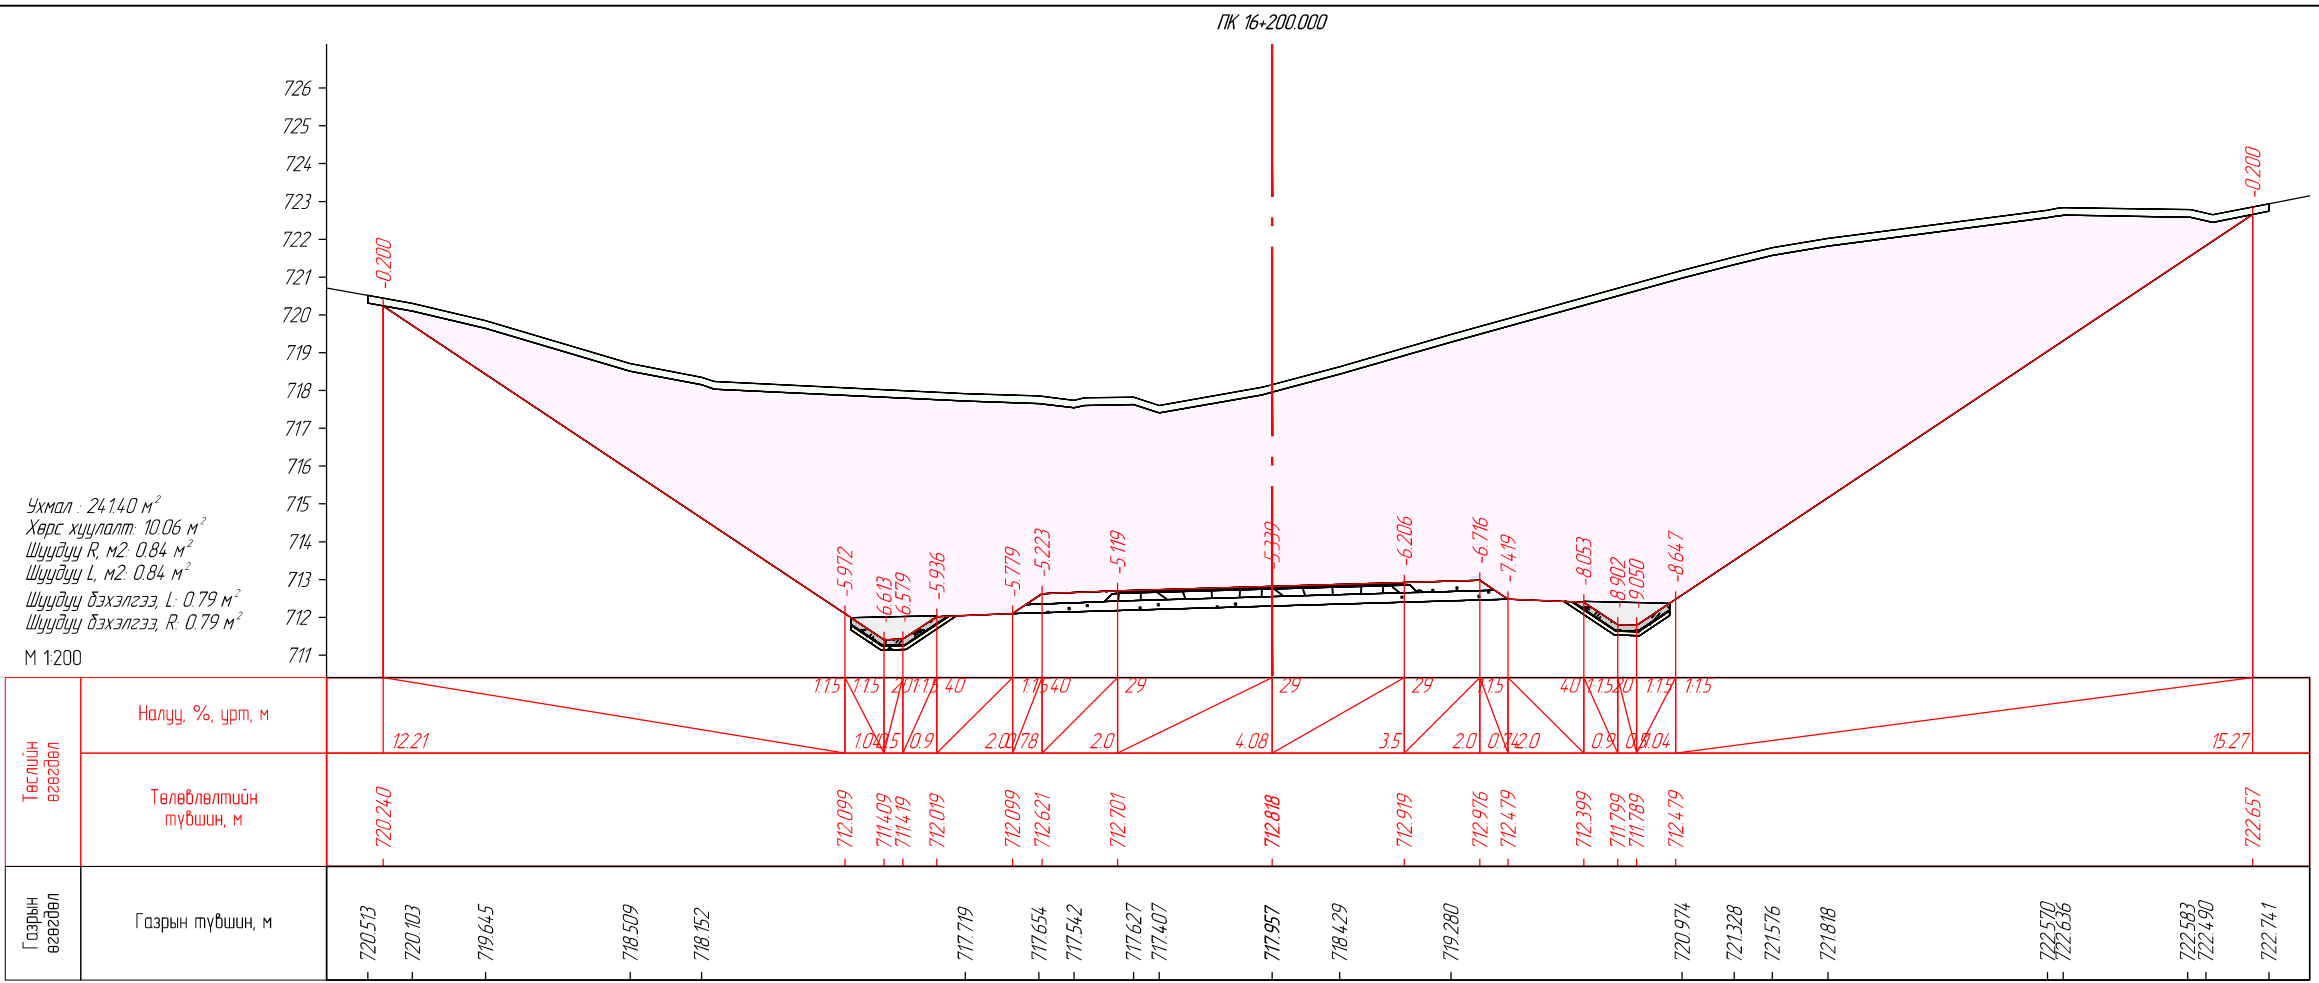 ПК 16+200.000
726
725
724
723
722
721
720
719
718
717
716
715
714
713
712
711
-0.200
-5.972
-6.613
-6.579
-5.936
-5.779
-5.223
-5.119
-5.339
-6.206
-6.716
-7.419
-8.053
-8.902
-9.050
-8.647
-0.200
Ухмал : 241.40 м²
Хөрс хуулалт: 10.06 м²
Шуудуу R, м2: 0.84 м²
Шуудуу L, м2: 0.84 м²
Шуудуу бэхэлгээ, L: 0.79 м²
Шуудуу бэхэлгээ, R: 0.79 м²
М 1:200
Төслийн өгөгдөл
Налуу, %, урт, м
1:1.5 1:1.5 20 1:1.5 40 1:1.5 40 29 29 29 1:1.5 40 1:1.5 20 1:1.5 1:1.5
12.21 1.04 0.9 2.0 0.78 2.0 4.08 3.5 2.0 0.74 2.0 0.9 1.04 15.27
Төлөвлөлтийн түвшин, м
720.240 712.099 711.409 711.419 712.019 712.099 712.621 712.701 712.818 712.919 712.976 712.479 712.399 711.799 711.789 712.479 722.657
Газрын өгөгдөл
Газрын түвшин, м
720.513 720.103 719.645 718.509 718.152 717.719 717.654 717.542 717.627 717.407 717.957 718.429 719.280 720.974 721.328 721.576 721.818 722.570 722.636 722.583 722.490 722.741